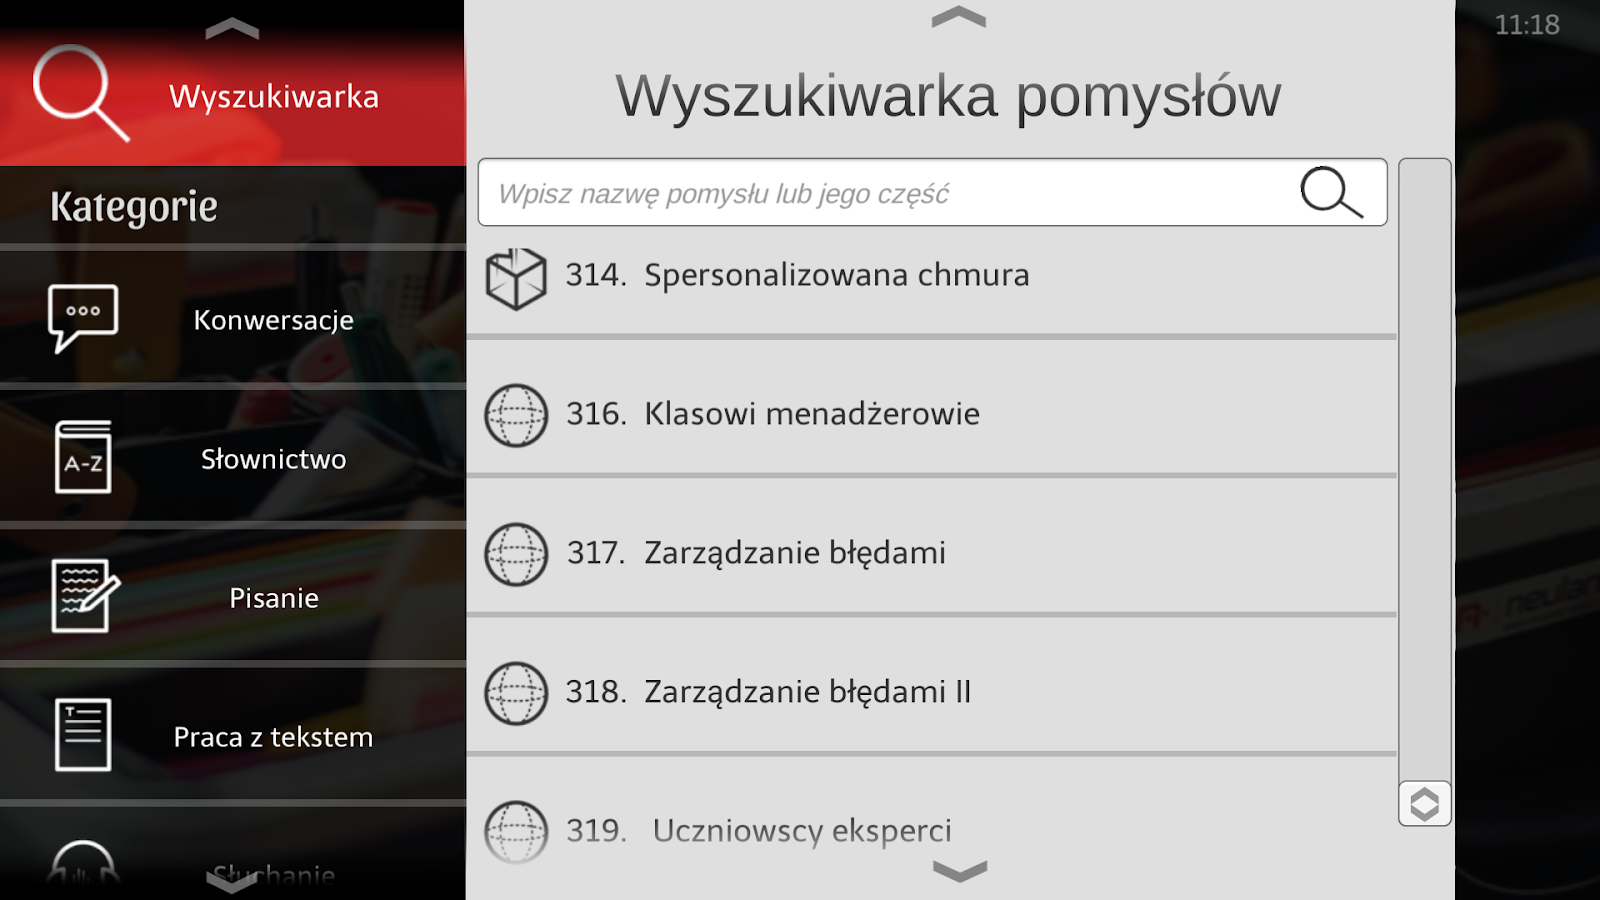 11:18
Wyszukiwarka
Kategorie
Konwersacje
A-Z
Słownictwo
Pisanie
T
Praca z tekstem
Słuchanie
Wyszukiwarka pomysłów
Wpisz nazwę pomysłu lub jego część
314. Spersonalizowana chmura
316. Klasowi menadżerowie
317. Zarządzanie błędami
318. Zarządzanie błędami II
319. Uczniowscy eksperci